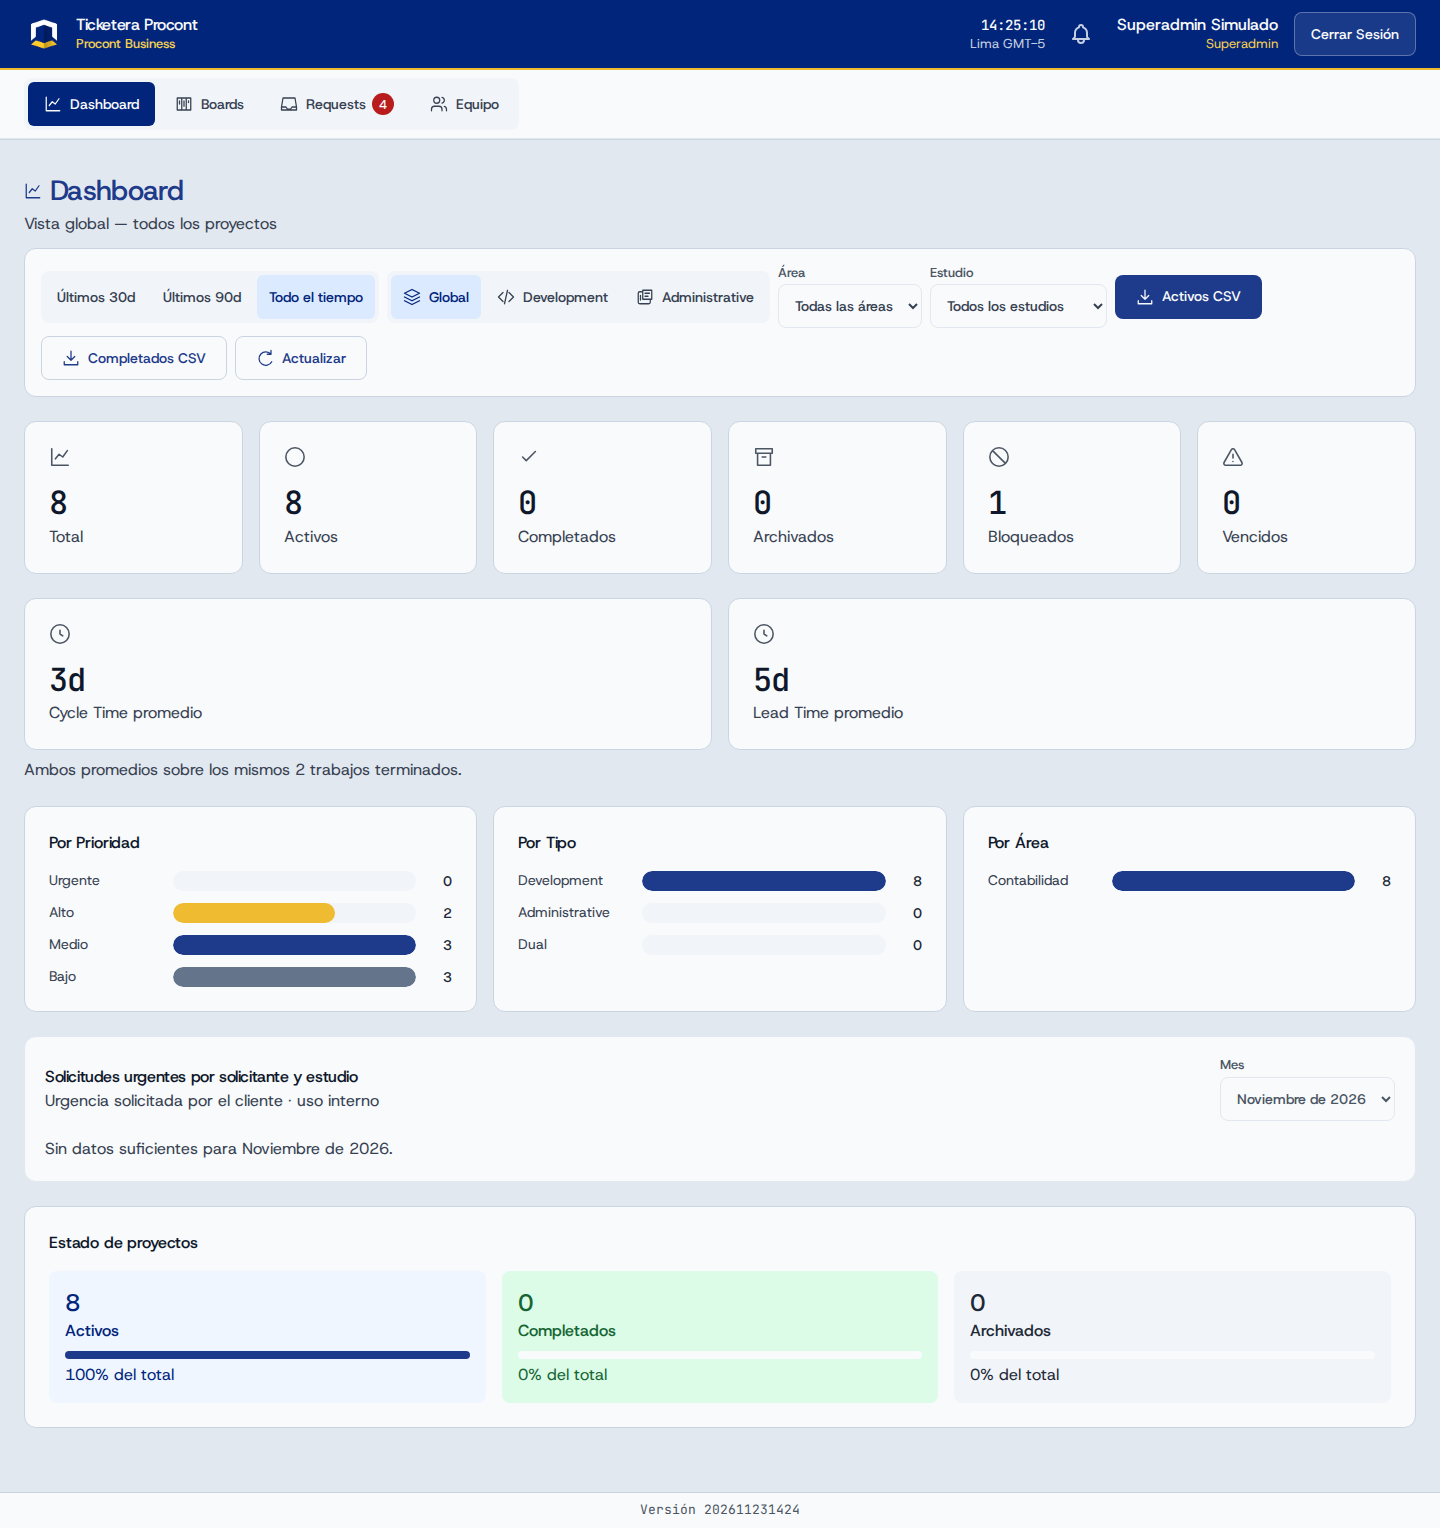 Ticketera Procont
Procont Business
14:25:10
Lima GMT-5
Superadmin Simulado
Superadmin
Cerrar Sesión
Dashboard
Boards
Requests 4
Equipo
Dashboard
Vista global — todos los proyectos
Últimos 30d
Últimos 90d
Todo el tiempo
Global
Development
Administrative
Área
Todas las áreas
Estudio
Todos los estudios
Activos CSV
Completados CSV
Actualizar
8
Total
8
Activos
0
Completados
0
Archivados
1
Bloqueados
0
Vencidos
3d
Cycle Time promedio
5d
Lead Time promedio
Ambos promedios sobre los mismos 2 trabajos terminados.
Por Prioridad
Urgente 0
Alto 2
Medio 3
Bajo 3
Por Tipo
Development 8
Administrative 0
Dual 0
Por Área
Contabilidad 8
Solicitudes urgentes por solicitante y estudio
Urgencia solicitada por el cliente · uso interno
Mes
Noviembre de 2026
Sin datos suficientes para Noviembre de 2026.
Estado de proyectos
8
Activos
100% del total
0
Completados
0% del total
0
Archivados
0% del total
Versión 202611231424